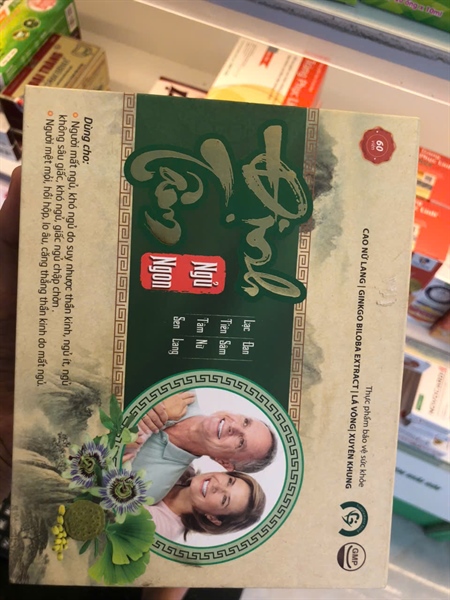 Thực phẩm bảo vệ sức khỏe
CAO NỮ LANG | GINKGO BILOBA EXTRACT | LÁ VÔNG | XUYÊN KHUNG
GMP
60
Định
Tâm
Ngủ
Ngon
Lạc Đan
Tiên Sâm
Tâm Nữ
Sen Lang
Dùng cho:
• Người mất ngủ, khó ngủ do suy nhược thần kinh, ngủ ít, ngủ
không sâu giấc, khó ngủ, giấc ngủ chập chờn.
• Người mệt mỏi, hồi hộp, lo âu, căng thẳng thần kinh do mất ngủ.